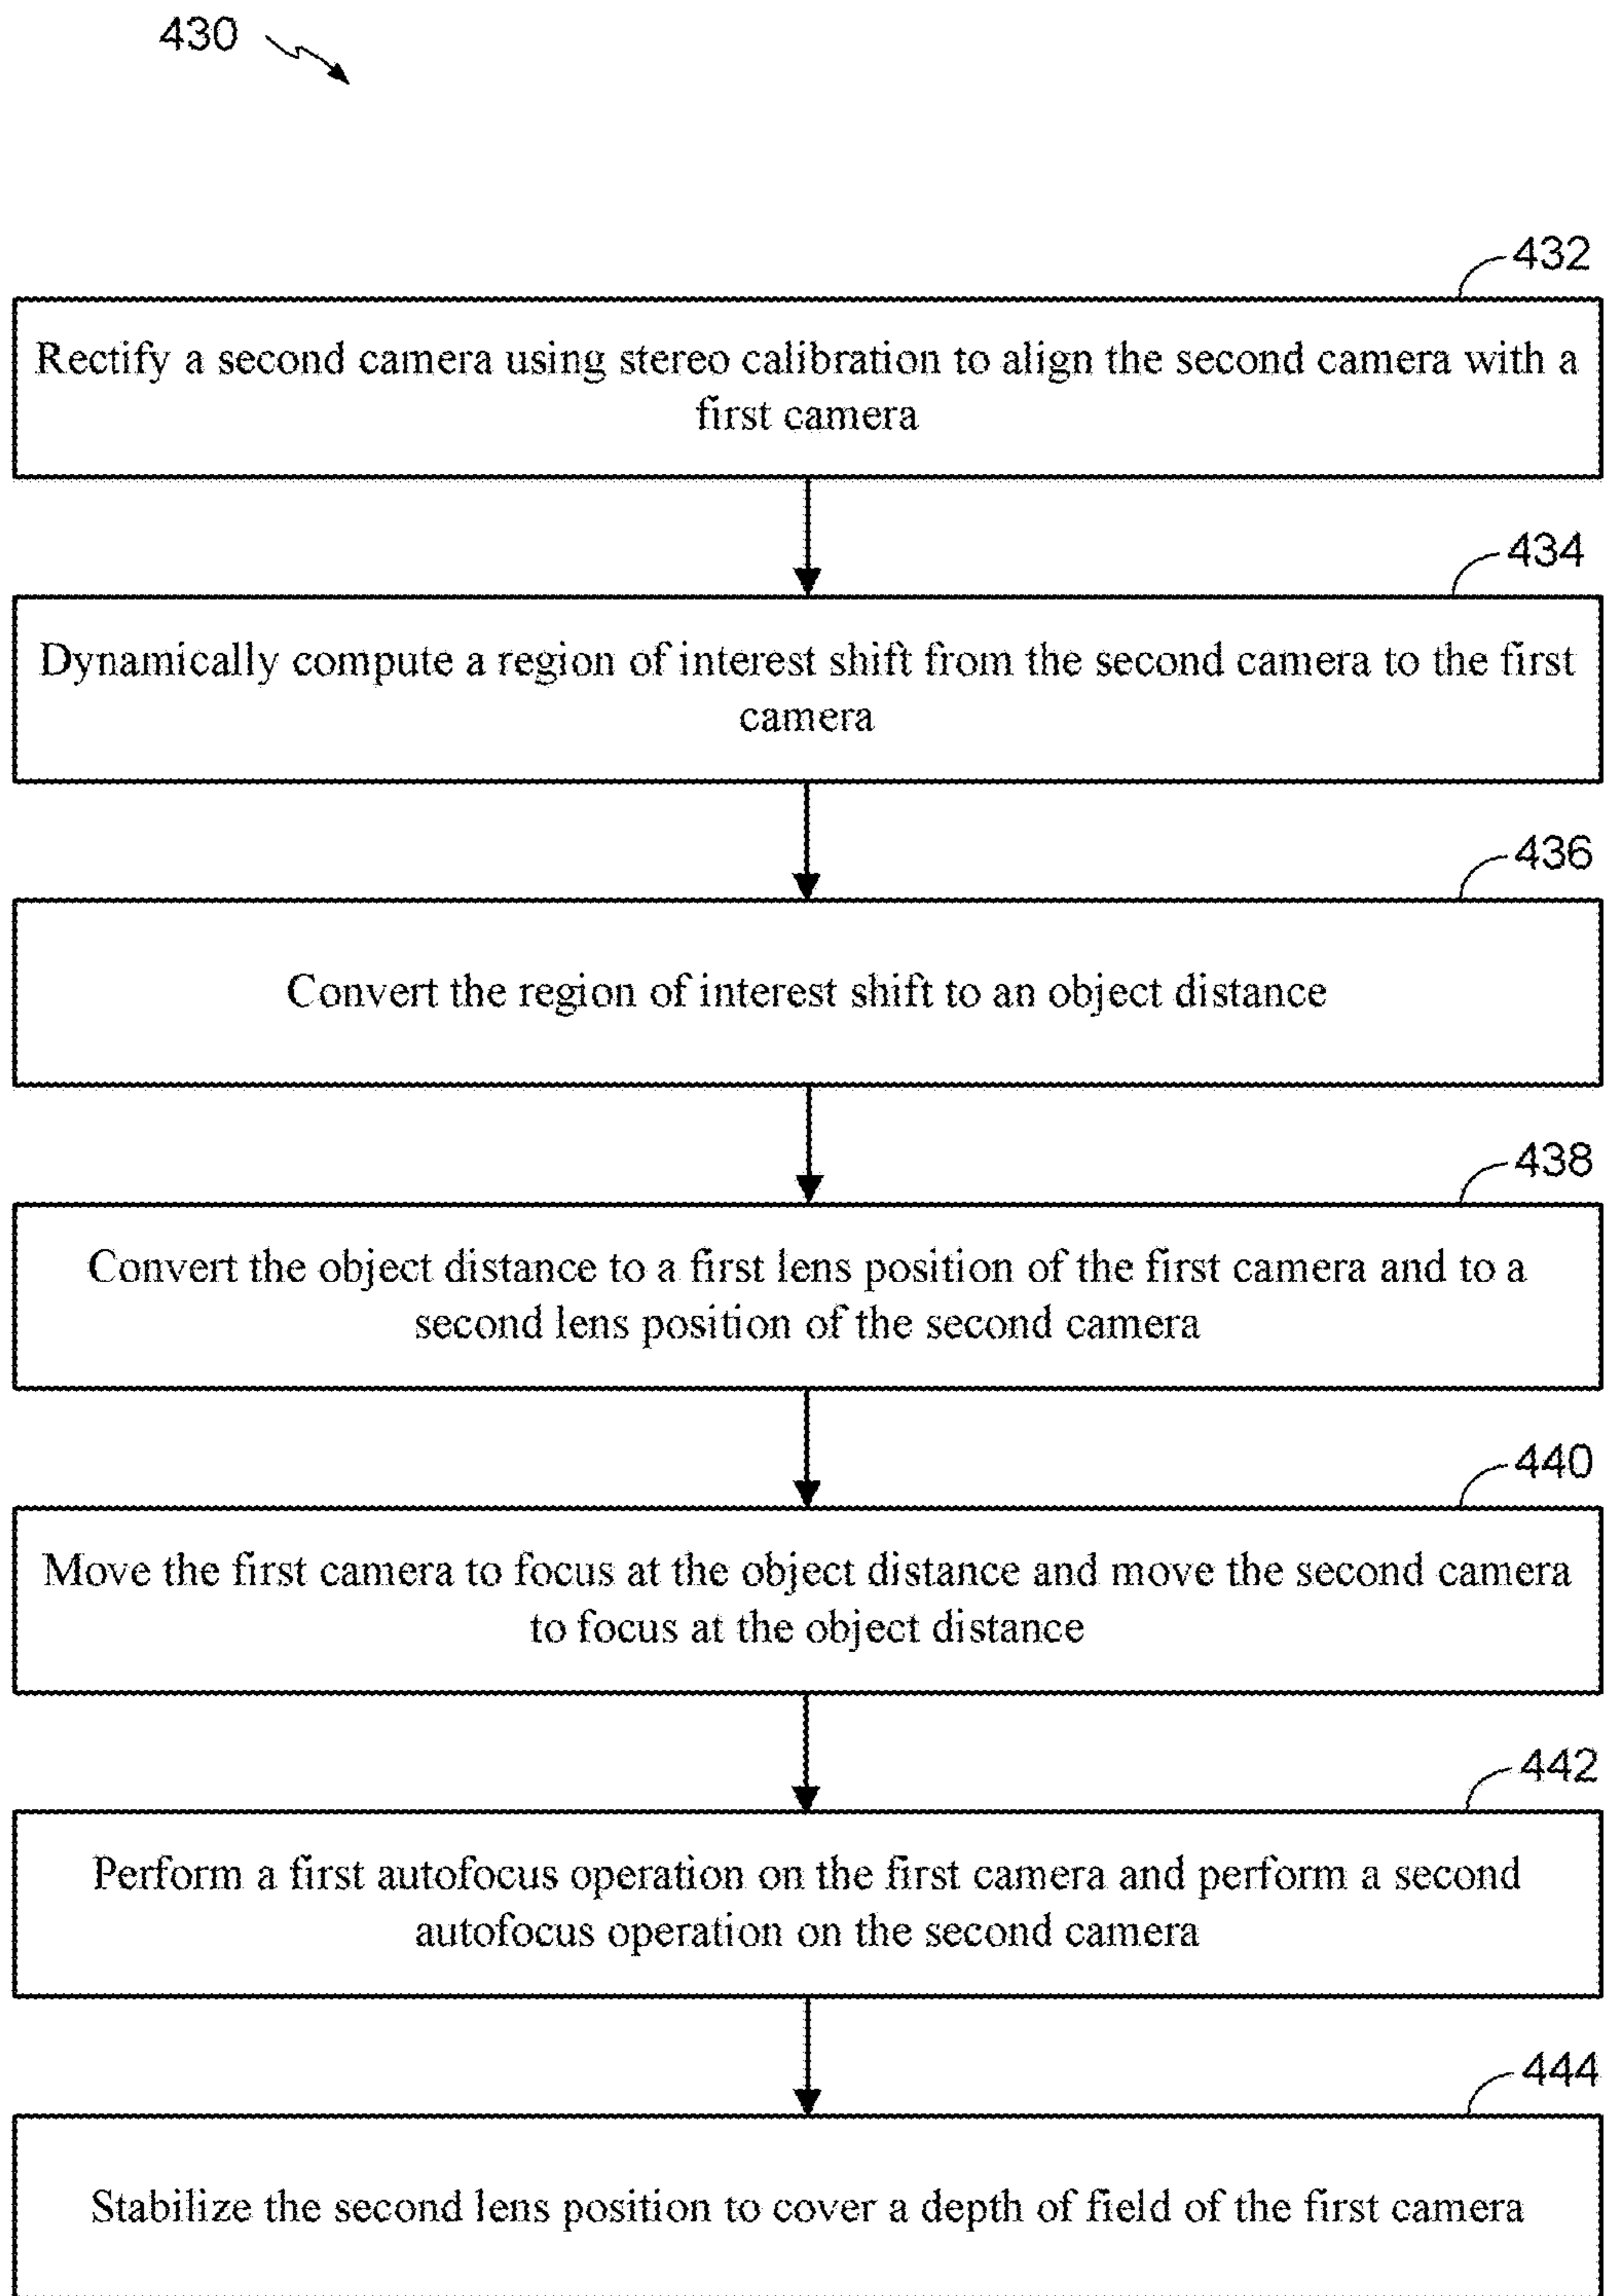 430
432
Rectify a second camera using stereo calibration to align the second camera with a
first camera
434
Dynamically compute a region of interest shift from the second camera to the first
camera
436
Convert the region of interest shift to an object distance
438
Convert the object distance to a first lens position of the first camera and to a
second lens position of the second camera
440
Move the first camera to focus at the object distance and move the second camera
to focus at the object distance
442
Perform a first autofocus operation on the first camera and perform a second
autofocus operation on the second camera
444
Stabilize the second lens position to cover a depth of field of the first camera